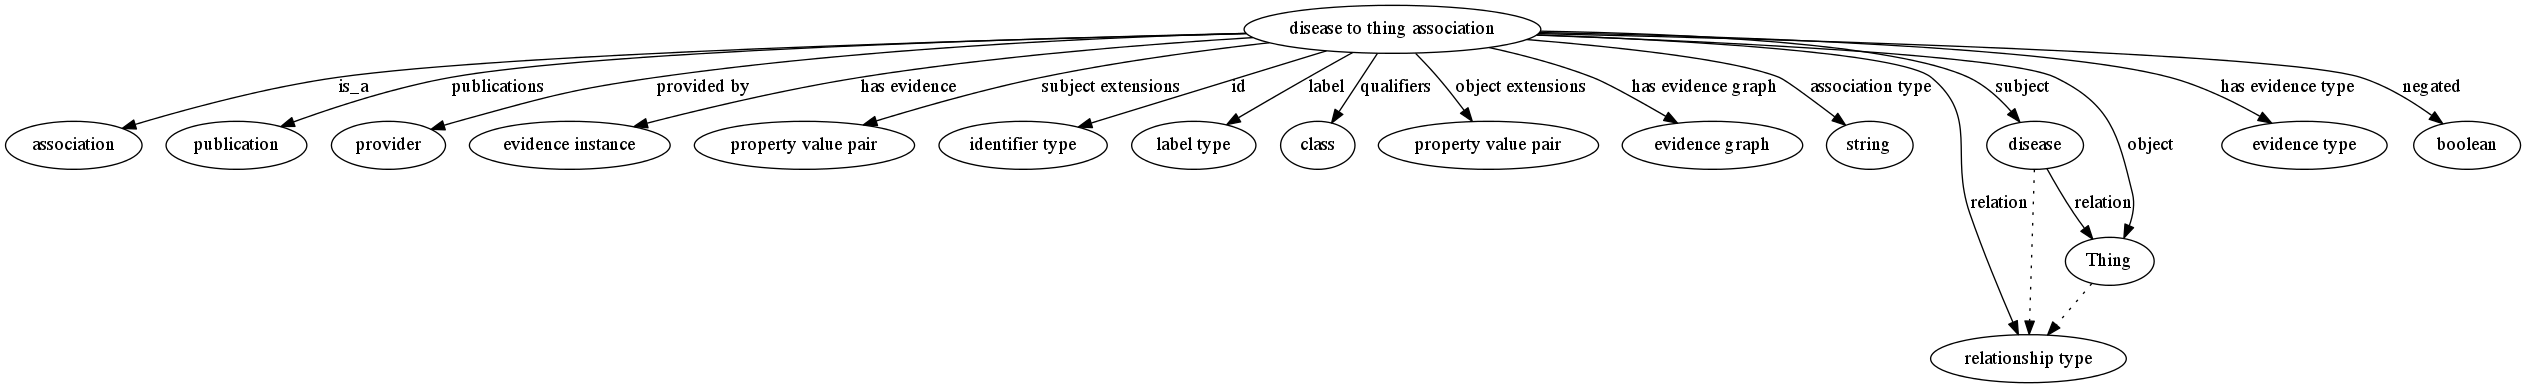 disease to thing association
is_a
publications
provided by
has evidence
subject extensions
id
label
qualifiers
object extensions
has evidence graph
association type
subject
has evidence type
negated
association
publication
provider
evidence instance
property value pair
identifier type
label type
class
property value pair
evidence graph
string
disease
object
evidence type
boolean
relation
relation
Thing
relationship type